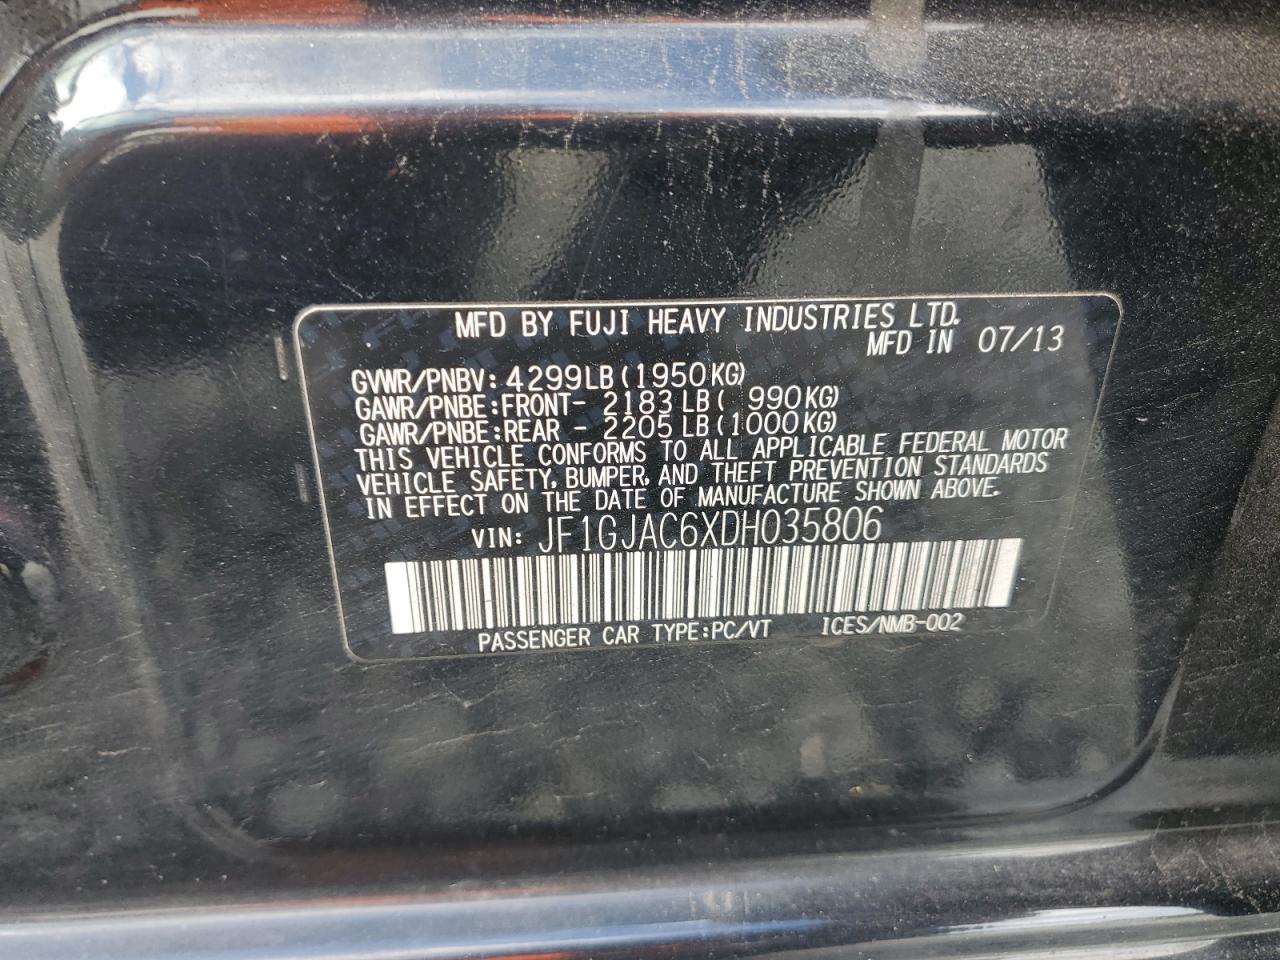 MFD BY FUJI HEAVY INDUSTRIES LTD.
MFD IN 07/13
GVWR/PNBV: 4299LB(1950KG)
GAWR/PNBE:FRONT- 2183 LB( 990KG)
GAWR/PNBE:REAR - 2205 LB(1000KG)
THIS VEHICLE CONFORMS TO ALL APPLICABLE FEDERAL MOTOR
VEHICLE SAFETY, BUMPER, AND THEFT PREVENTION STANDARDS
IN EFFECT ON THE DATE OF MANUFACTURE SHOWN ABOVE.
VIN: JF1GJAC6XDH035806
PASSENGER CAR TYPE:PC/VT ICES/NMB-002